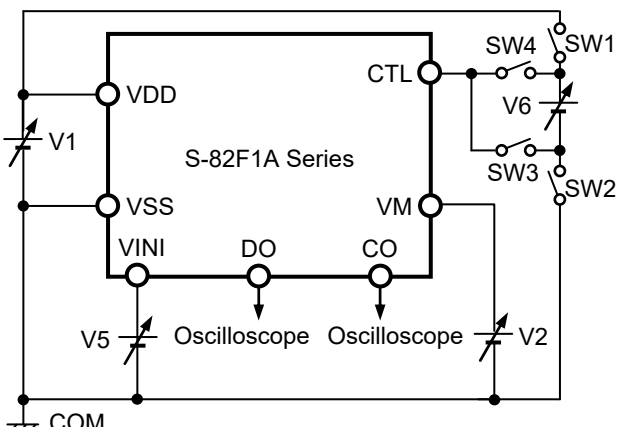 SW1
SW4
CTL
VDD
V6
V1
S-82F1A Series
SW3
SW2
VSS
VM
VINI
DO
CO
V5
Oscilloscope
Oscilloscope
V2
COM